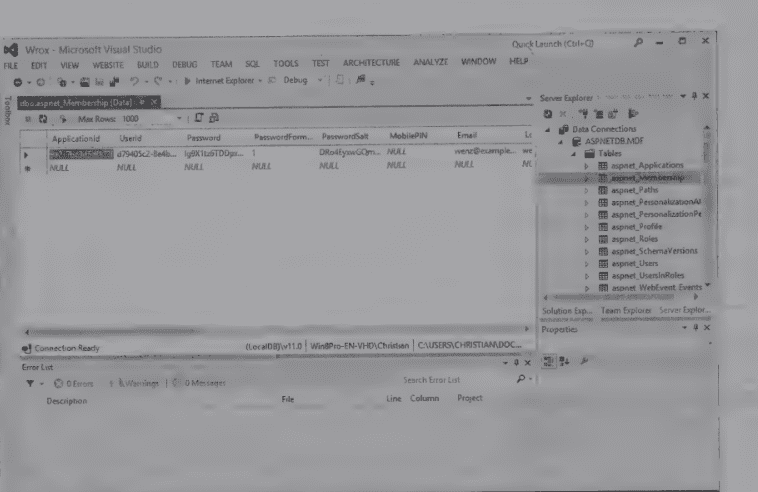 Wrox - Microsoft Visual Studio
Quick Launch (Ctrl+Q)
FILE EDIT VIEW WEBSITE BUILD DEBUG TEAM SQL TOOLS TEST ARCHITECTURE ANALYZE WINDOW HELP
Internet Explorer Debug
Toolbox
dbo.aspnet_Membership [Data]
Max Rows: 1000
ApplicationId UserId Password PasswordForm... PasswordSalt MobilePIN Email
d79405c2-8e4b... 1 NULL wenz@example...
NULL NULL NULL NULL NULL NULL NULL
Connection Ready
(LocalDB)\v11.0 Win8Pro-EN-VHD\Christian C:\USERS\CHRISTIAN\DOC...
Server Explorer
Data Connections
ASPNETDB.MDF
Tables
aspnet_Applications
aspnet_Membership
aspnet_Paths
aspnet_PersonalizationAl
aspnet_PersonalizationPe
aspnet_Profile
aspnet_Roles
aspnet_SchemaVersions
aspnet_Users
aspnet_UsersInRoles
aspnet_WebEvent_Events
Solution Exp... Team Explorer Server Explor...
Properties
Error List
0 Errors Warnings 0 Messages
Search Error List
Description File Line Column Project